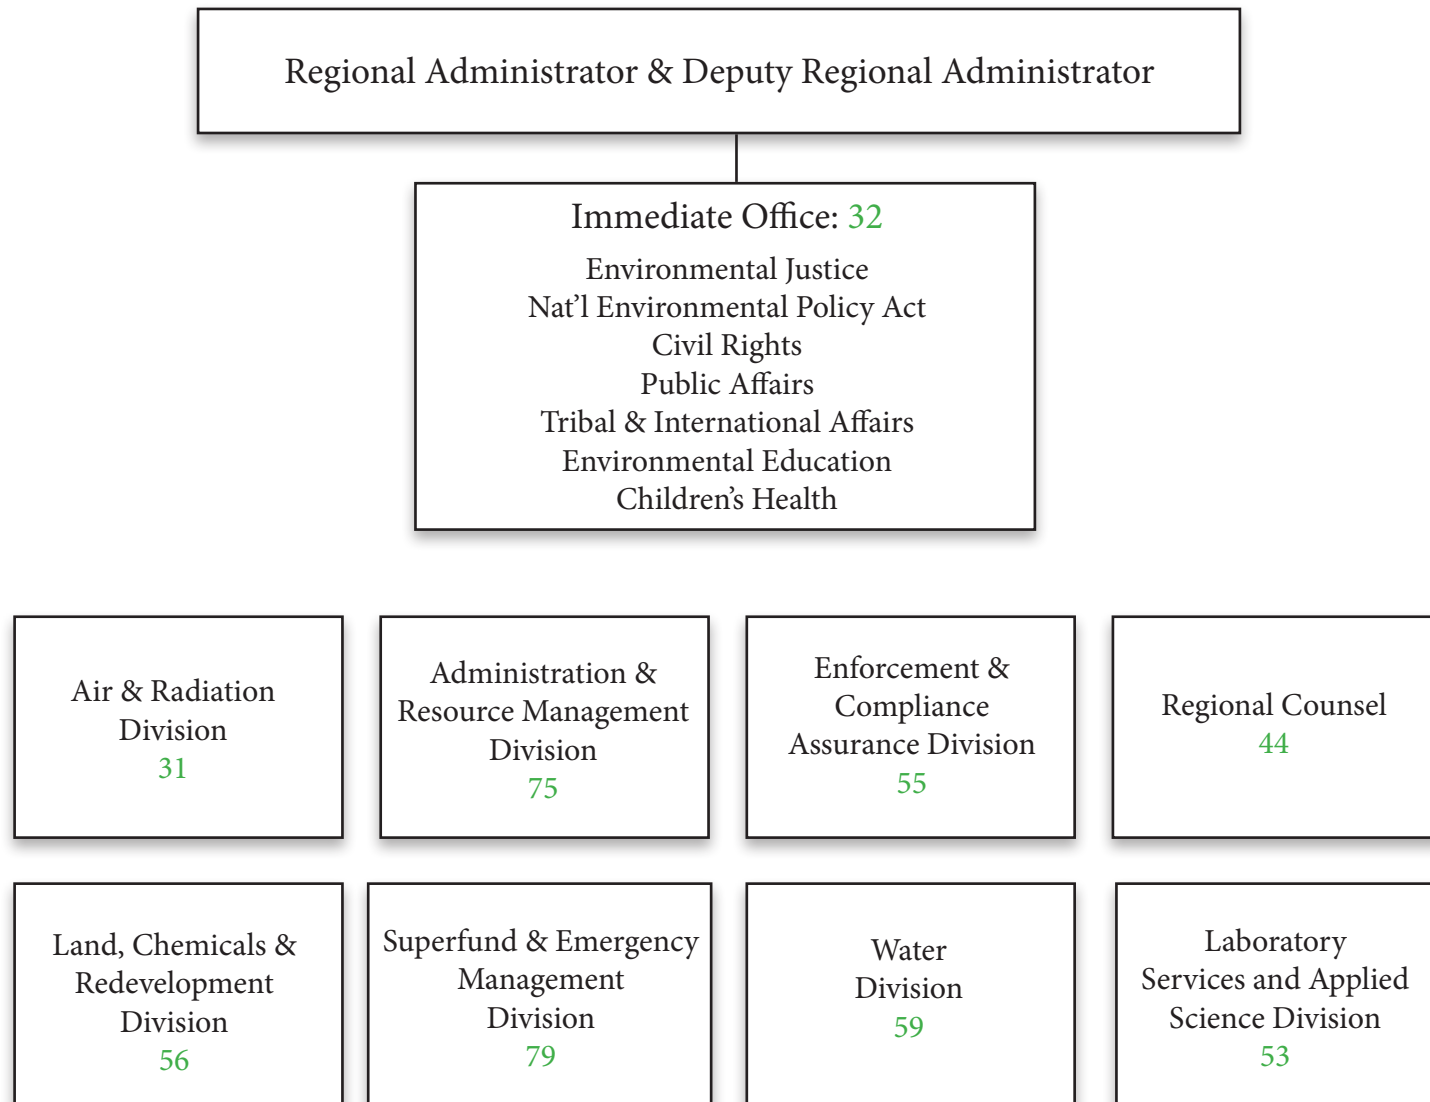 Regional Administrator & Deputy Regional Administrator
Immediate Office: 32
Environmental Justice
Nat’l Environmental Policy Act
Civil Rights
Public Affairs
Tribal & International Affairs
Environmental Education
Children’s Health
Air & Radiation
Division
31
Administration &
Resource Management
Division
75
Enforcement &
Compliance
Assurance Division
55
Regional Counsel
44
Land, Chemicals &
Redevelopment
Division
56
Superfund & Emergency
Management
Division
79
Water
Division
59
Laboratory
Services and Applied
Science Division
53